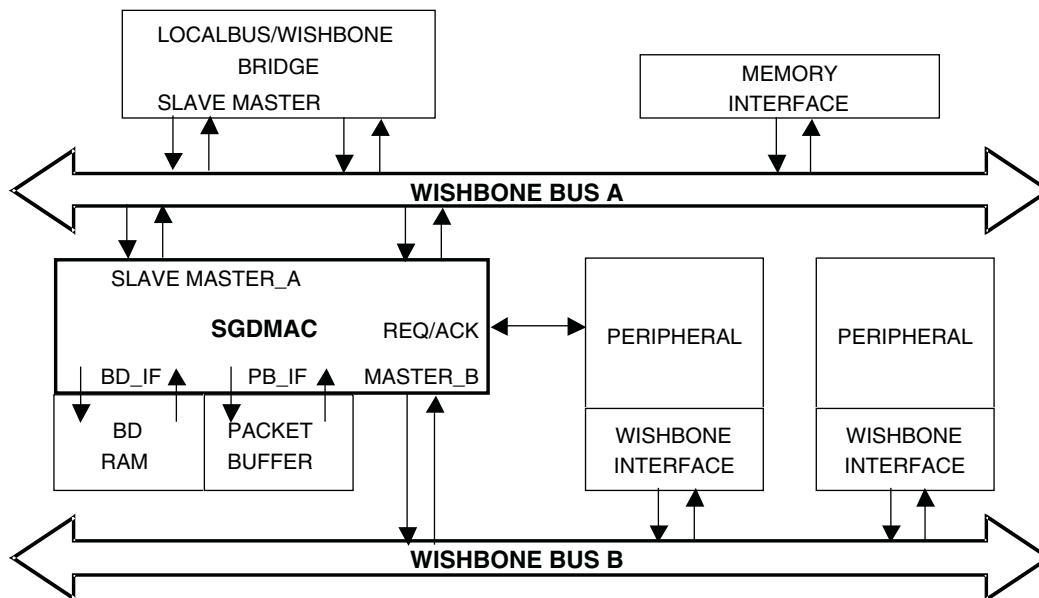 LOCALBUS/WISHBONE
BRIDGE
SLAVE MASTER
MEMORY
INTERFACE
WISHBONE BUS A
SLAVE MASTER_A
SGDMAC
REQ/ACK
BD_IF
PB_IF
MASTER_B
BD
RAM
PACKET
BUFFER
PERIPHERAL
WISHBONE
INTERFACE
PERIPHERAL
WISHBONE
INTERFACE
WISHBONE BUS B